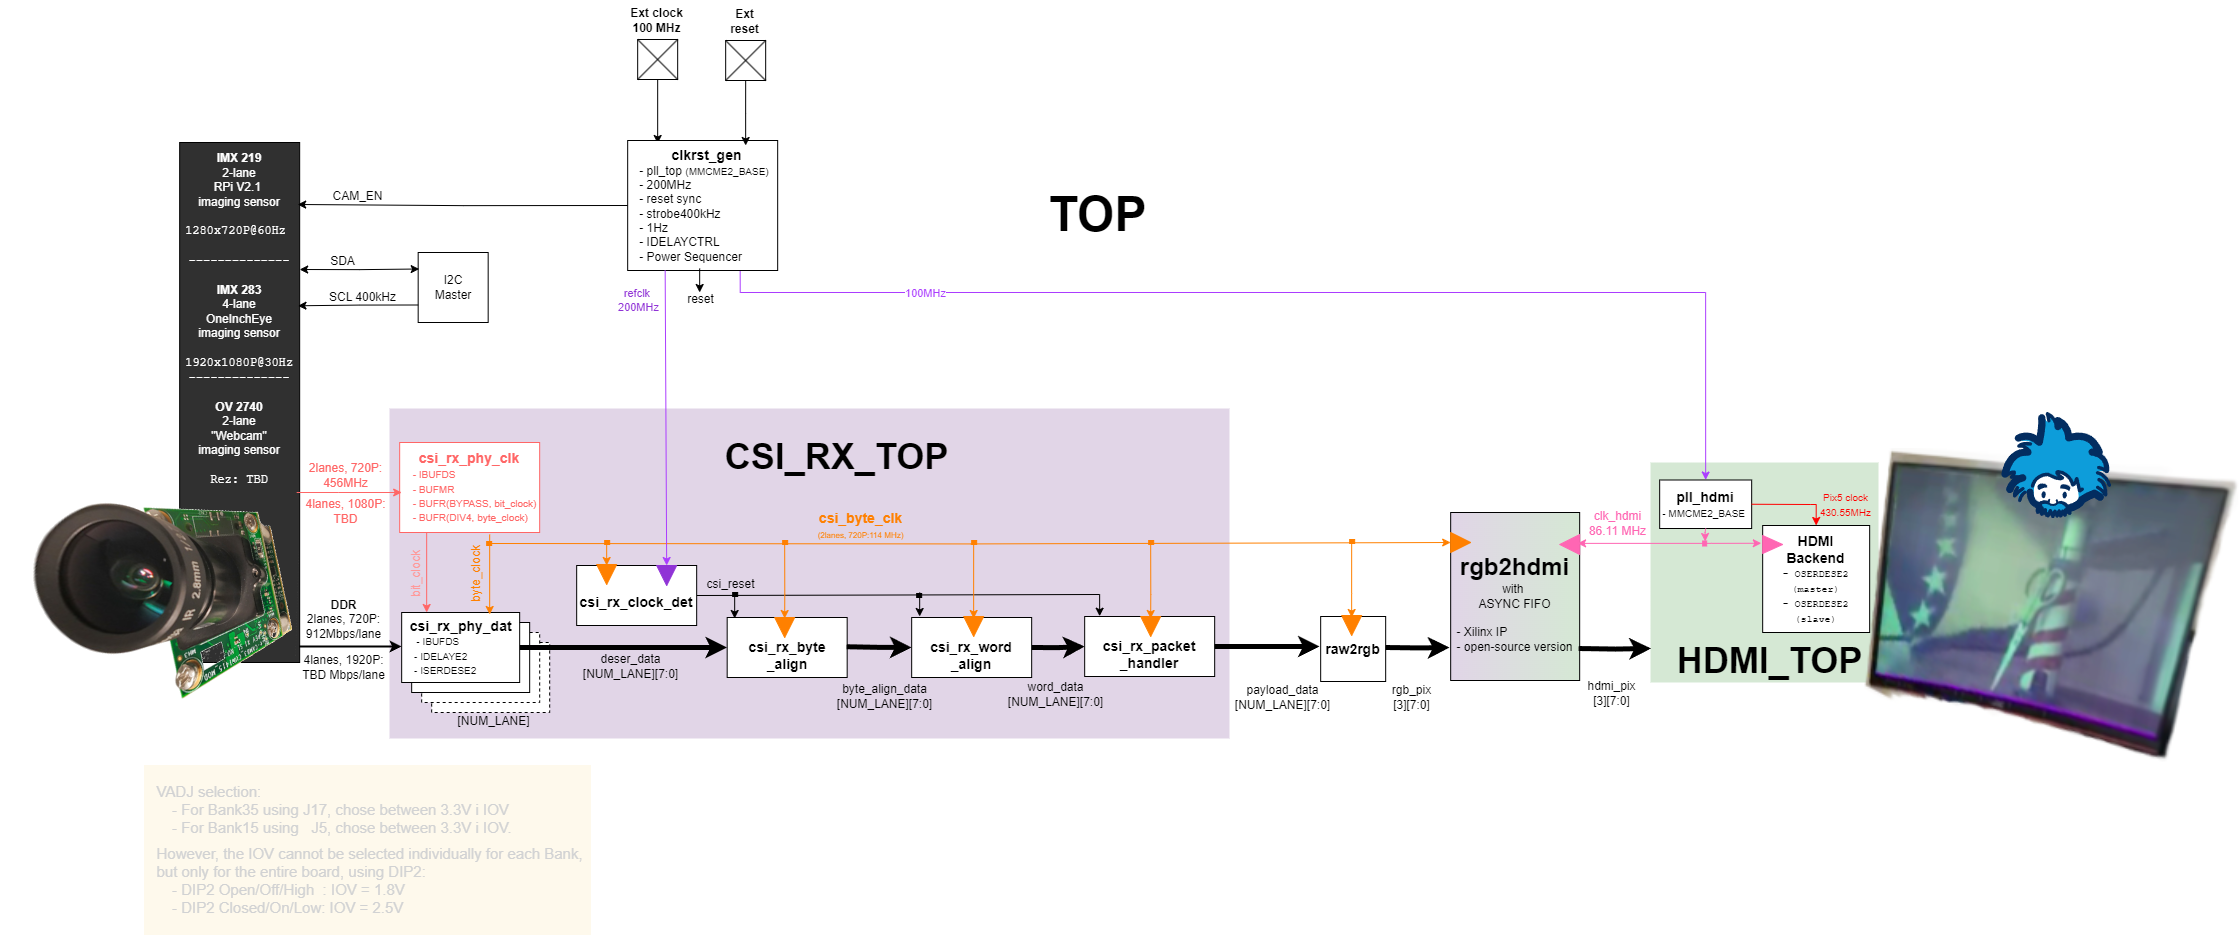 Ext clock
100 MHz
Ext
reset
clkrst_gen
- pll_top (MMCME2_BASE)
- 200MHz
- reset sync
- strobe400kHz
- 1Hz
- IDELAYCTRL
- Power Sequencer
TOP
IMX 219
2-lane
RPi V2.1
imaging sensor
1280x720P@60Hz
--------------
IMX 283
4-lane
OneInchEye
imaging sensor
1920x1080P@30Hz
--------------
OV 2740
2-lane
"Webcam"
imaging sensor
Rez: TBD
CAM_EN
SDA
SCL 400kHz
I2C
Master
refclk
200MHz
reset
100MHz
2lanes, 720P:
456MHz
4lanes, 1080P:
TBD
DDR
2lanes, 720P:
912Mbps/lane
4lanes, 1920P:
TBD Mbps/lane
CSI_RX_TOP
csi_rx_phy_clk
- IBUFDS
- BUFMR
- BUFR(BYPASS, bit_clock)
- BUFR(DIV4, byte_clock)
bit_clock
byte_clock
csi_byte_clk
(2lanes, 720P:114 MHz)
csi_rx_clock_det
csi_reset
csi_rx_phy_dat
- IBUFDS
- IDELAYE2
- ISERDESE2
[NUM_LANE]
deser_data
[NUM_LANE][7:0]
csi_rx_byte
_align
byte_align_data
[NUM_LANE][7:0]
csi_rx_word
_align
word_data
[NUM_LANE][7:0]
csi_rx_packet
_handler
payload_data
[NUM_LANE][7:0]
raw2rgb
rgb_pix
[3][7:0]
rgb2hdmi
with
ASYNC FIFO
- Xilinx IP
- open-source version
hdmi_pix
[3][7:0]
clk_hdmi
86.11 MHz
pll_hdmi
- MMCME2_BASE
Pix5 clock
430.55MHz
HDMI
Backend
- OSERDESE2
(master)
- OSERDESE2
(slave)
HDMI_TOP
IR 2.8mm
VADJ selection:
- For Bank35 using J17, chose between 3.3V i IOV
- For Bank15 using J5, chose between 3.3V i IOV.
However, the IOV cannot be selected individually for each Bank,
but only for the entire board, using DIP2:
- DIP2 Open/Off/High : IOV = 1.8V
- DIP2 Closed/On/Low: IOV = 2.5V